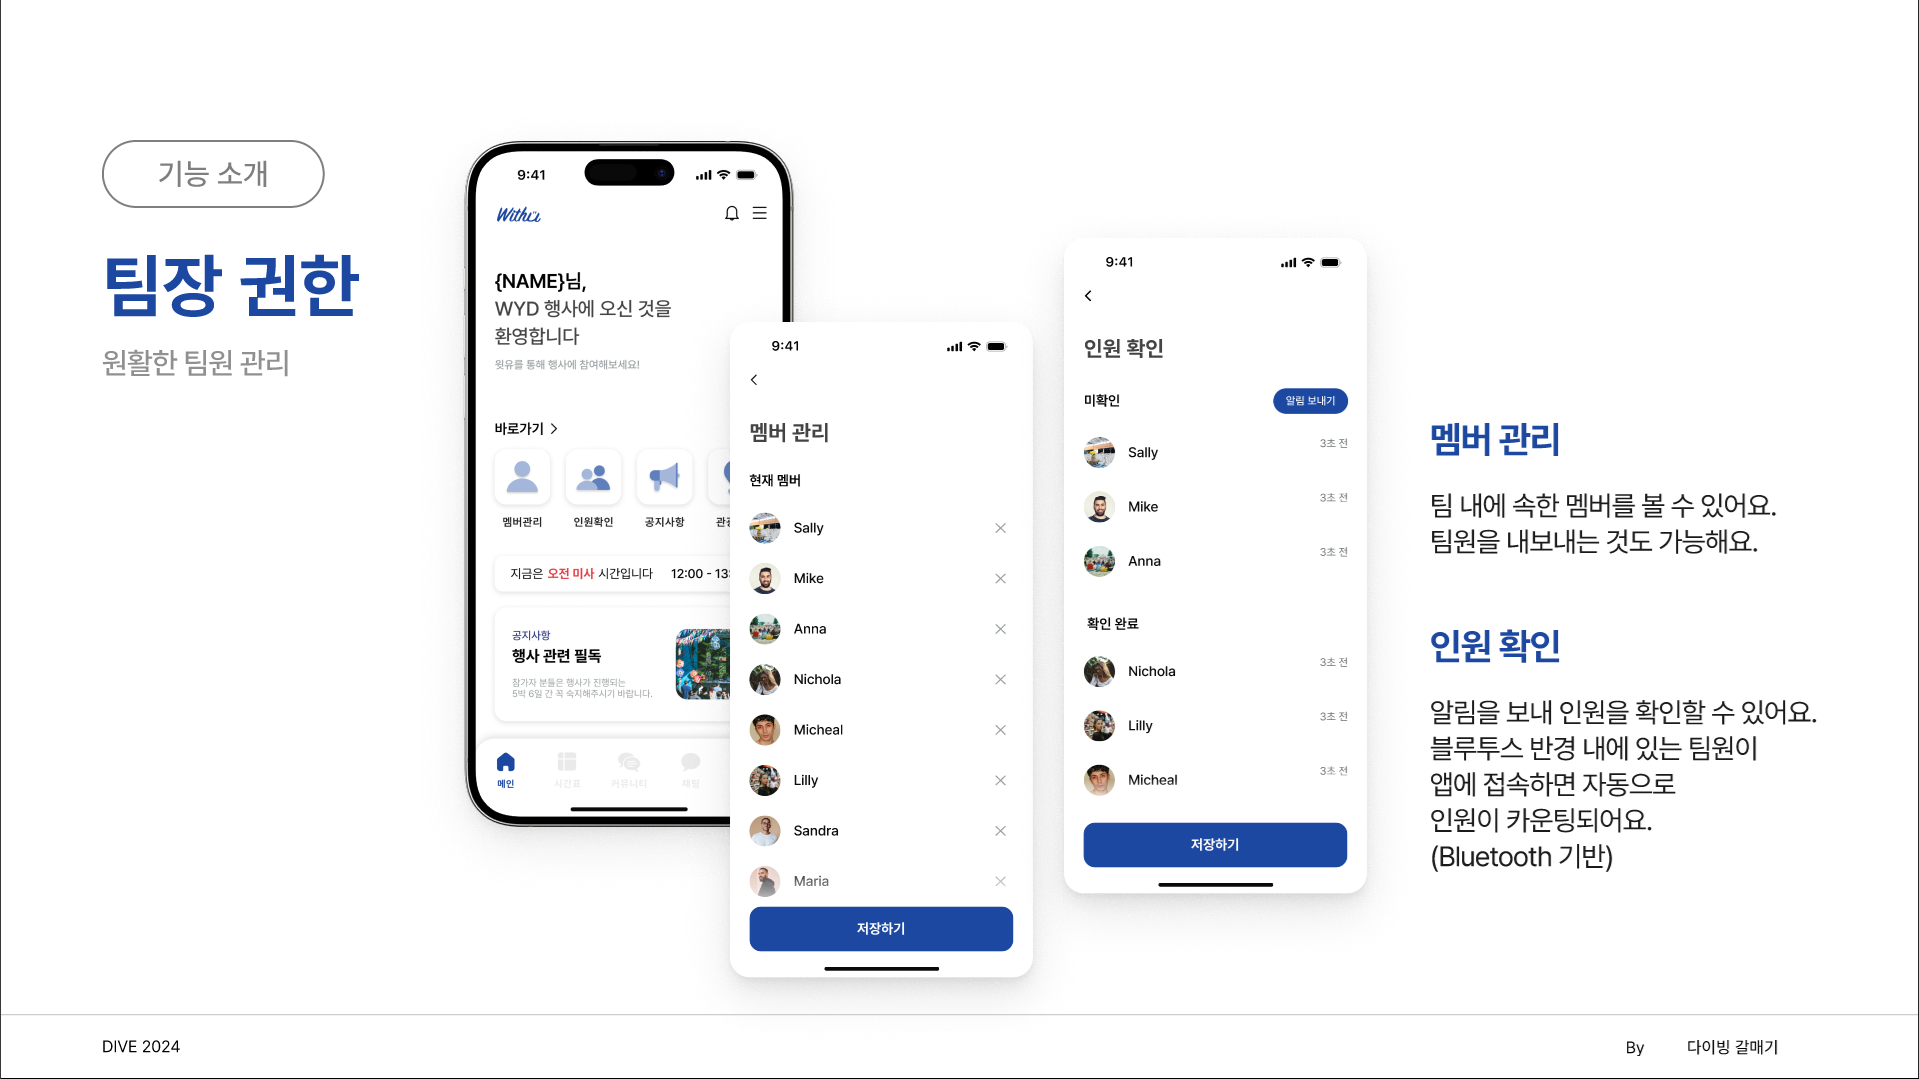 기능 소개
팀장 권한
원활한 팀원 관리
9:41
Withu
{NAME}님,
WYD 행사에 오신 것을
환영합니다
윗유를 통해 행사에 참여해보세요!
바로가기
멤버관리
인원확인
공지사항
지금은 오전 미사 시간입니다 12:00 - 13:
공지사항
행사 관련 필독
참가자 분들은 행사가 진행되는
5박 6일 간 꼭 숙지해주시기 바랍니다.
메인
시간표
커뮤니티
채팅
9:41
멤버 관리
현재 멤버
Sally
Mike
Anna
Nichola
Micheal
Lilly
Sandra
Maria
저장하기
9:41
인원 확인
미확인
알림 보내기
Sally 3초 전
Mike 3초 전
Anna 3초 전
확인 완료
Nichola 3초 전
Lilly 3초 전
Micheal 3초 전
저장하기
멤버 관리
팀 내에 속한 멤버를 볼 수 있어요.
팀원을 내보내는 것도 가능해요.
인원 확인
알림을 보내 인원을 확인할 수 있어요.
블루투스 반경 내에 있는 팀원이
앱에 접속하면 자동으로
인원이 카운팅되어요.
(Bluetooth 기반)
DIVE 2024
By 다이빙 갈매기